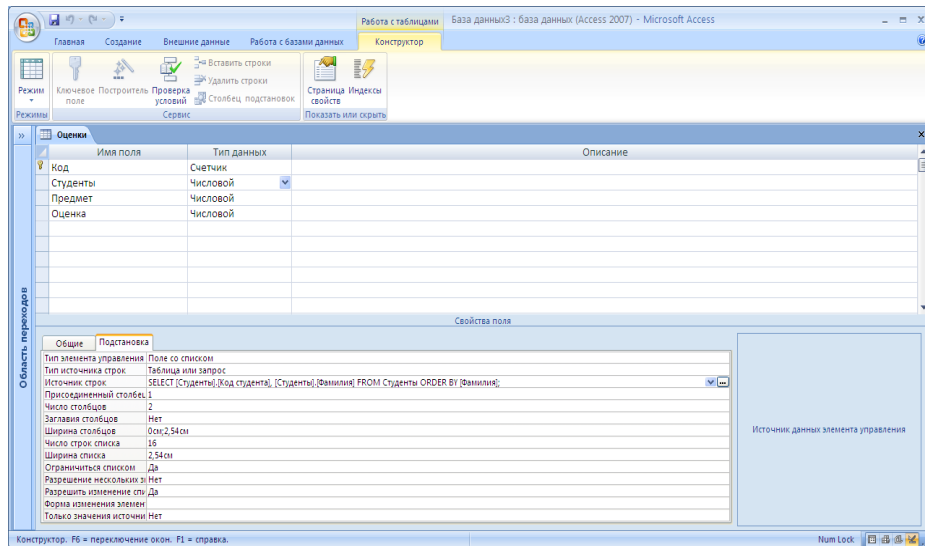 Работа с таблицами База данных3 : база данных (Access 2007) - Microsoft Access
Главная Создание Внешние данные Работа с базами данных Конструктор
Режим
Ключевое поле
Построитель
Проверка условий
Вставить строки
Удалить строки
Столбец подстановок
Страница свойств
Индексы
Режимы Сервис Показать или скрыть
Оценки
Имя поля Тип данных Описание
Код Счетчик
Студенты Числовой
Предмет Числовой
Оценка Числовой
Область переходов
Свойства поля
Общие Подстановка
Тип элемента управления Поле со списком
Тип источника строк Таблица или запрос
Источник строк SELECT [Студенты].[Код студента], [Студенты].[Фамилия] FROM Студенты ORDER BY [Фамилия];
Присоединенный столбец 1
Число столбцов 2
Заглавия столбцов Нет
Ширина столбцов 0см;2,54см
Число строк списка 16
Ширина списка 2,54см
Ограничиться списком Да
Разрешение нескольких зн Нет
Разрешить изменение спи Да
Форма изменения элемен
Только значения источни Нет
Источник данных элемента управления
Конструктор. F6 = переключение окон. F1 = справка. Num Lock